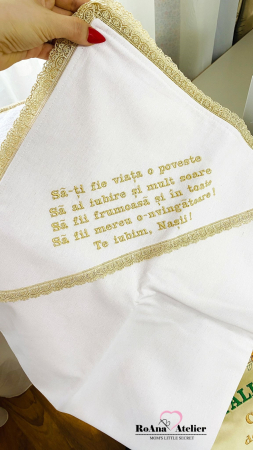 Să-ți fie viața o poveste
Să ai iubire și mult soare
Să fii frumoasă și în toate
Să fii mereu o-nvingătoare!
Te iubim, Nașii!
RoAna Atelier
MOM'S LITTLE SECRET